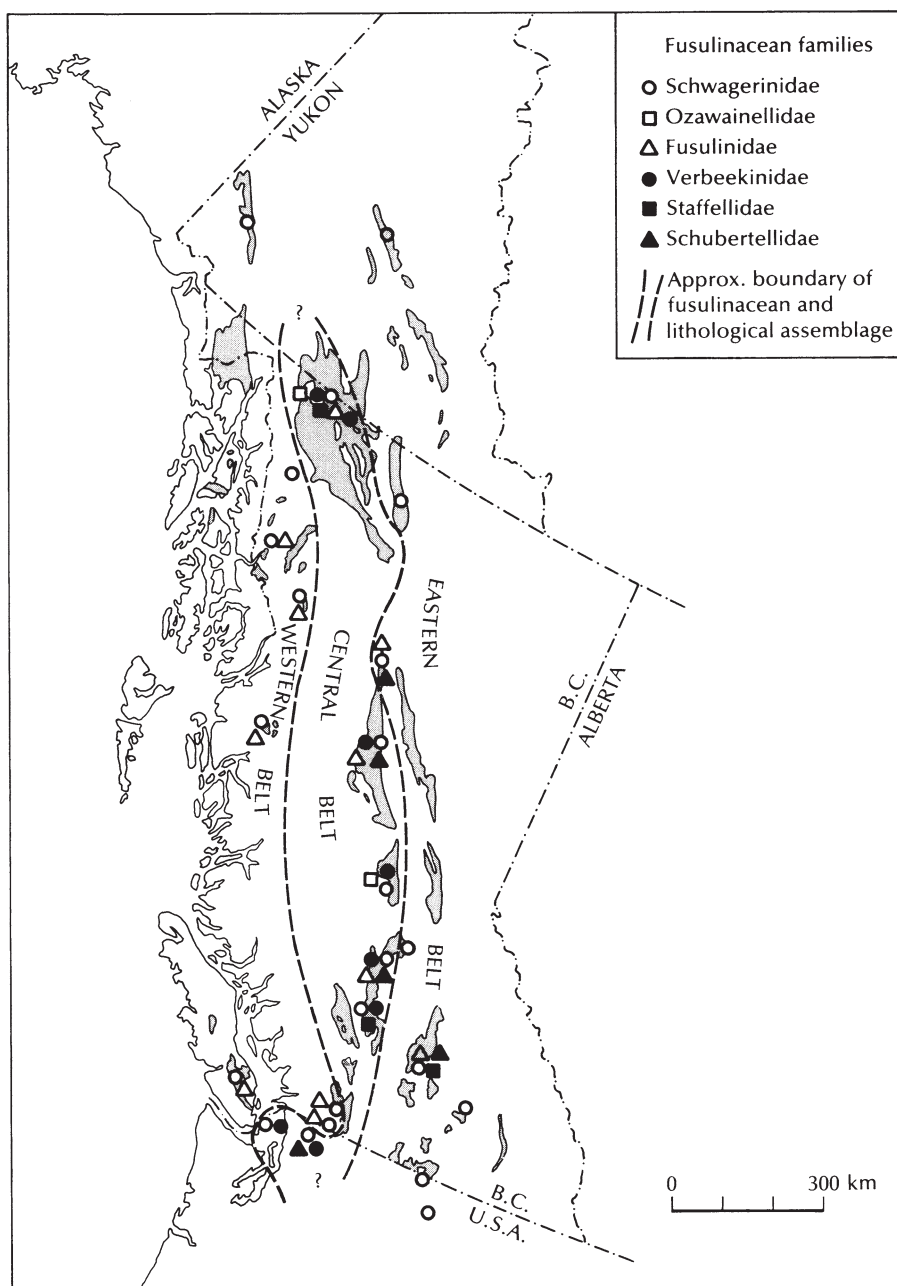 Fusulinacean families
Schwagerinidae
Ozawainellidae
Fusulinidae
Verbeekinidae
Staffellidae
Schubertellidae
Approx. boundary of
fusulinacean and
lithological assemblage
ALASKA
YUKON
?
EASTERN
BELT
CENTRAL
BELT
WESTERN
BELT
B.C.
ALBERTA
0 300 km
B.C.
U.S.A.
?